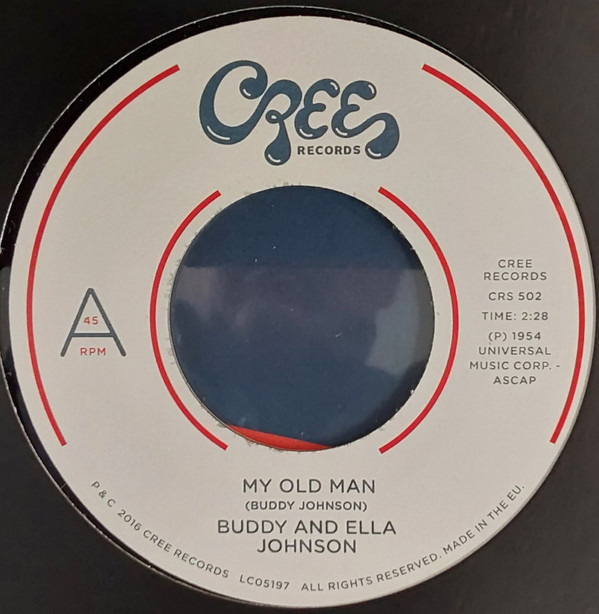 CREE
RECORDS
A
45
RPM
CREE
RECORDS
CRS 502
TIME: 2:28
(P) 1954
UNIVERSAL
MUSIC CORP. -
ASCAP
MY OLD MAN
(BUDDY JOHNSON)
BUDDY AND ELLA
JOHNSON
P & C 2016 CREE RECORDS LC05197 ALL RIGHTS RESERVED. MADE IN THE EU.